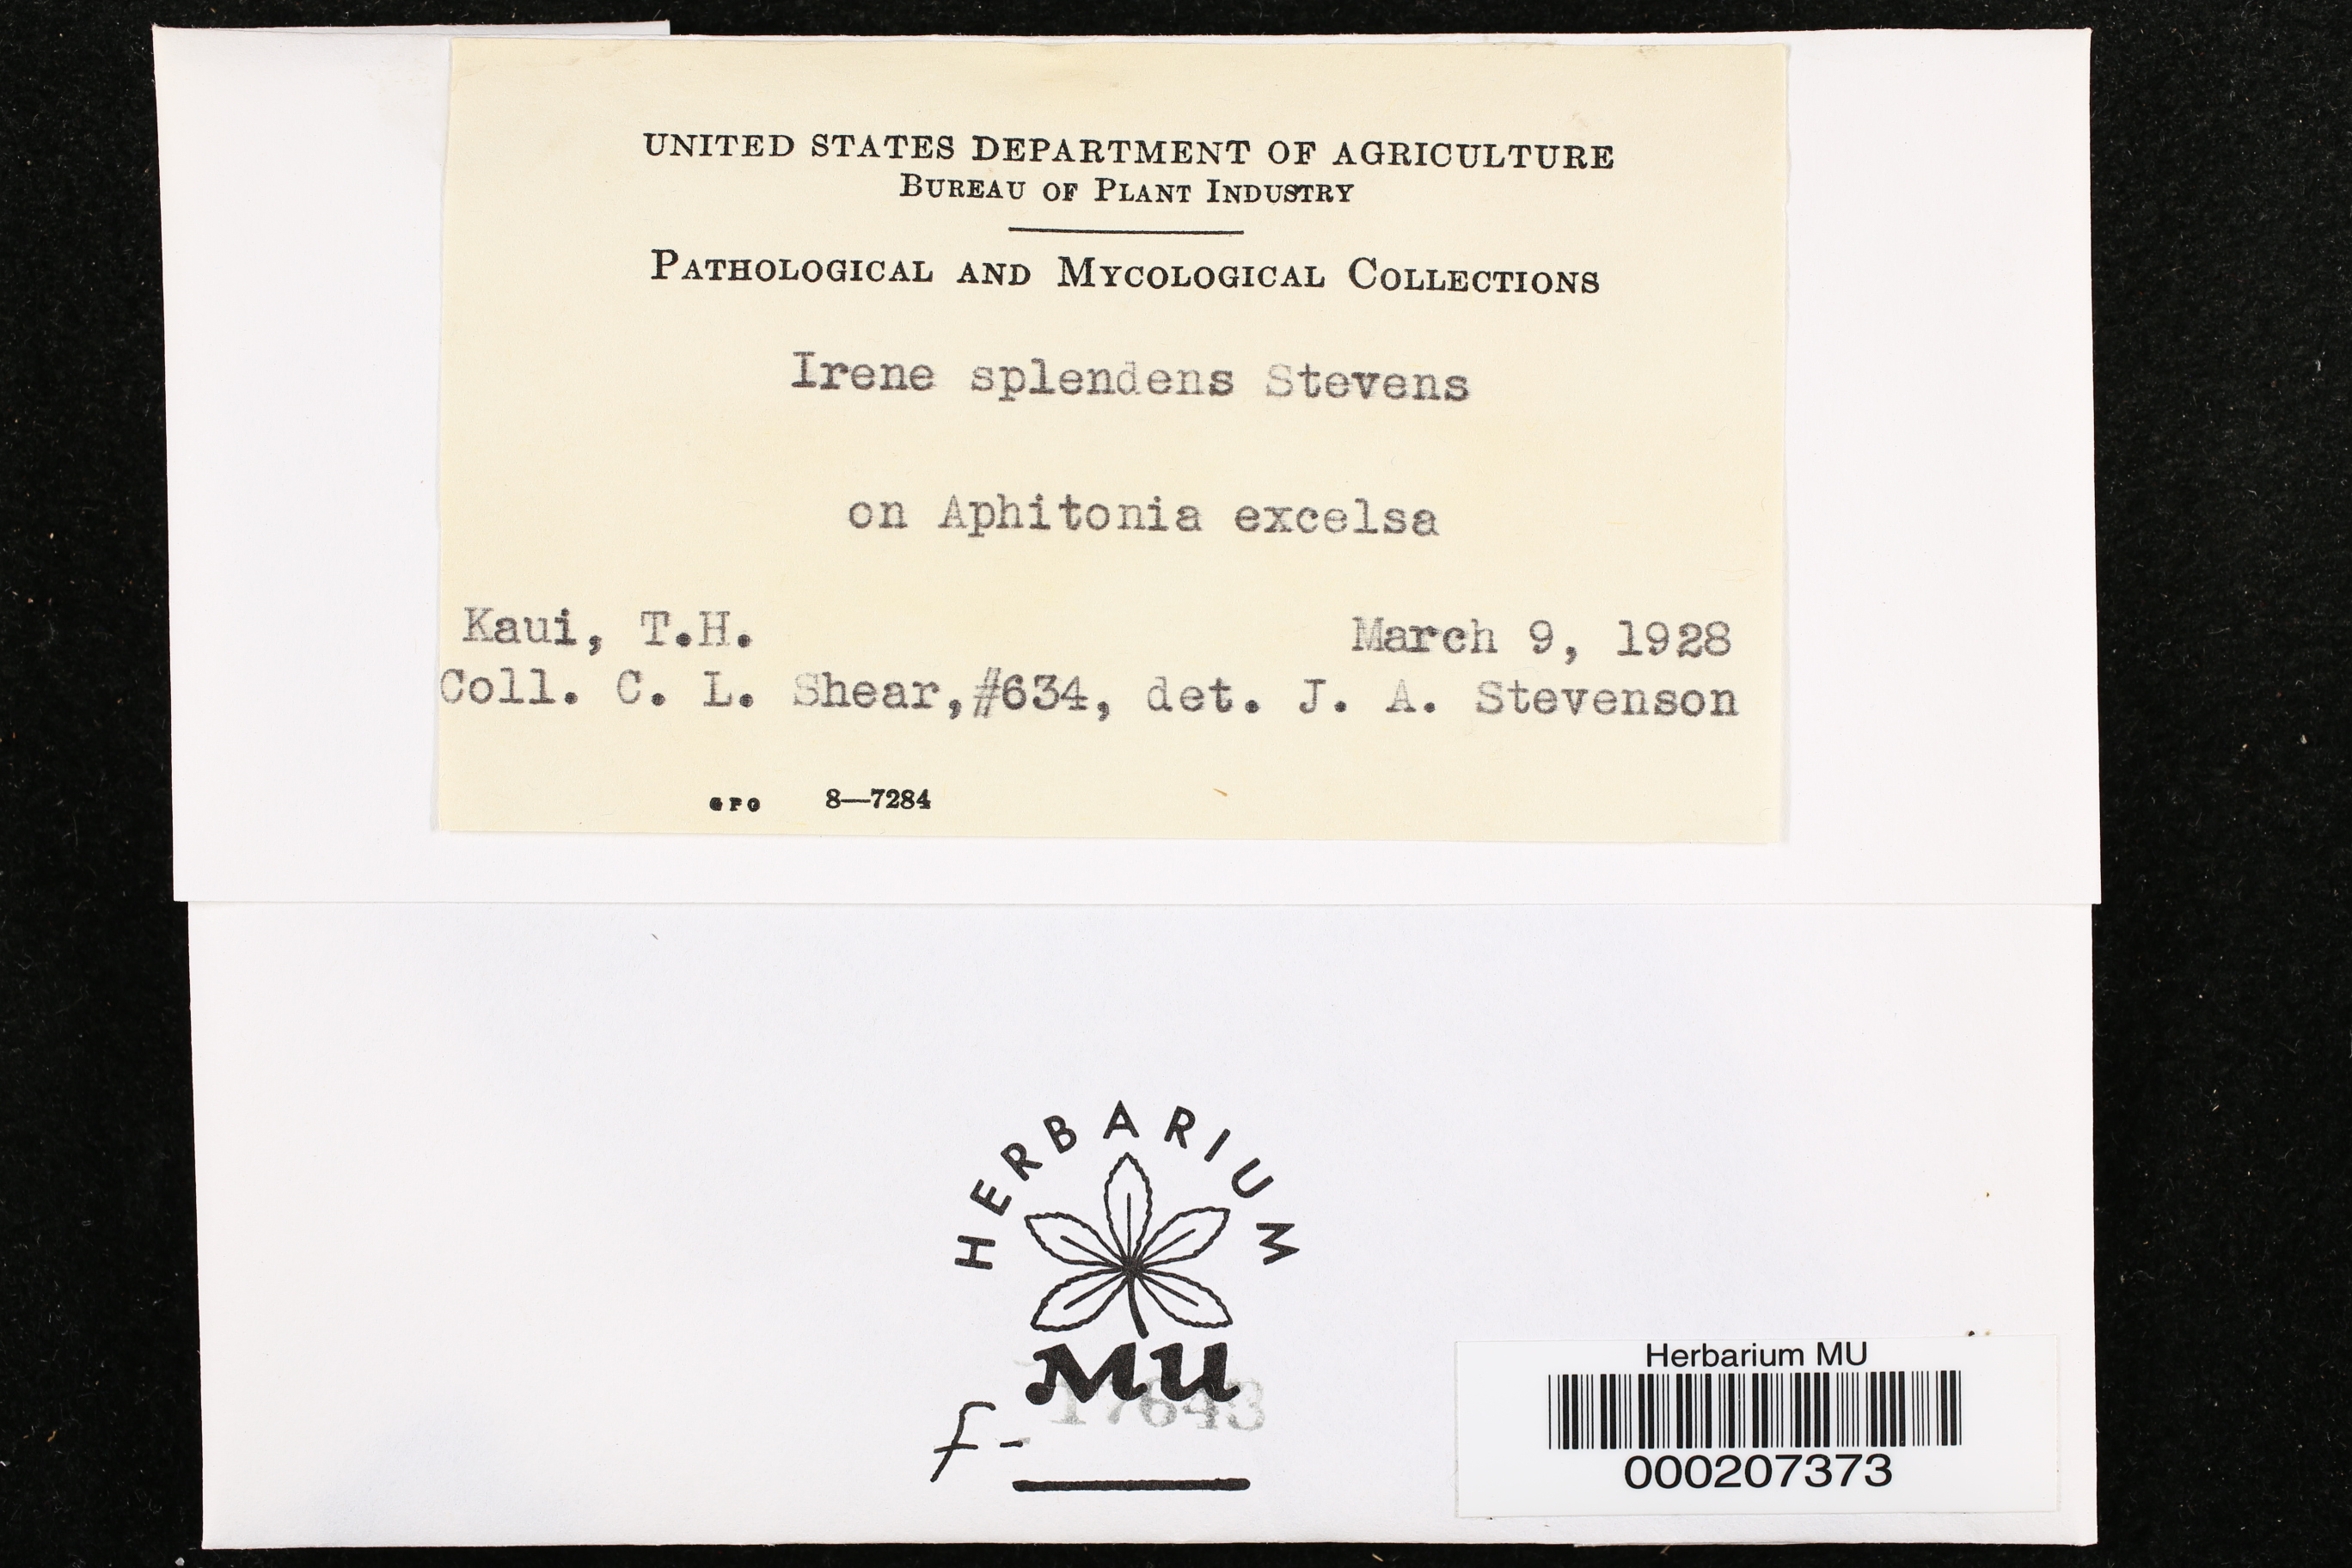 UNITED STATES DEPARTMENT OF AGRICULTURE
BUREAU OF PLANT INDUSTRY
PATHOLOGICAL AND MYCOLOGICAL COLLECTIONS
Irene splendens Stevens
on Aphitonia excelsa
Kaui, T.H. March 9, 1928
Coll. C. L. Shear,#634, det. J. A. Stevenson
GPO 8—7284
HERBARIUM
MU
f- 17643
Herbarium MU
000207373